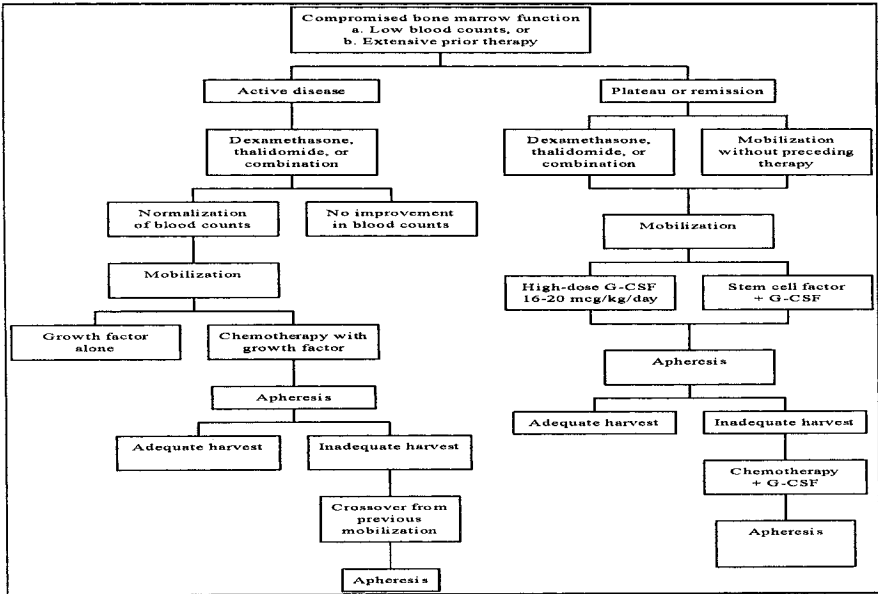 Compromised bone marrow function
a. Low blood counts, or
b. Extensive prior therapy
Active disease
Plateau or remission
Dexamethasone,
thalidomide, or
combination
Dexamethasone,
thalidomide, or
combination
Mobilization
without preceding
therapy
Normalization
of blood counts
No improvement
in blood counts
Mobilization
Mobilization
High-dose G-CSF
16-20 mcg/kg/day
Stem cell factor
+ G-CSF
Growth factor
alone
Chemotherapy with
growth factor
Apheresis
Apheresis
Adequate harvest
Inadequate harvest
Adequate harvest
Inadequate harvest
Chemotherapy
+ G-CSF
Crossover from
previous
mobilization
Apheresis
Apheresis